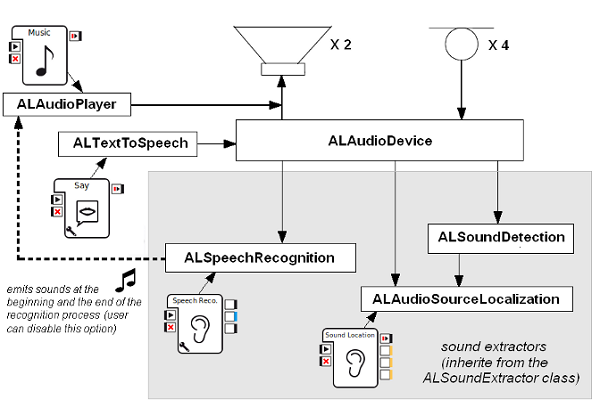 Music
X 2
X 4
ALAudioPlayer
ALTextToSpeech
ALAudioDevice
Say
ALSoundDetection
ALSpeechRecognition
emits sounds at the
beginning and the end of the
recognition process (user
can disable this option)
Speech Reco.
ALAudioSourceLocalization
Sound Location
sound extractors
(inherite from the
ALSoundExtractor class)